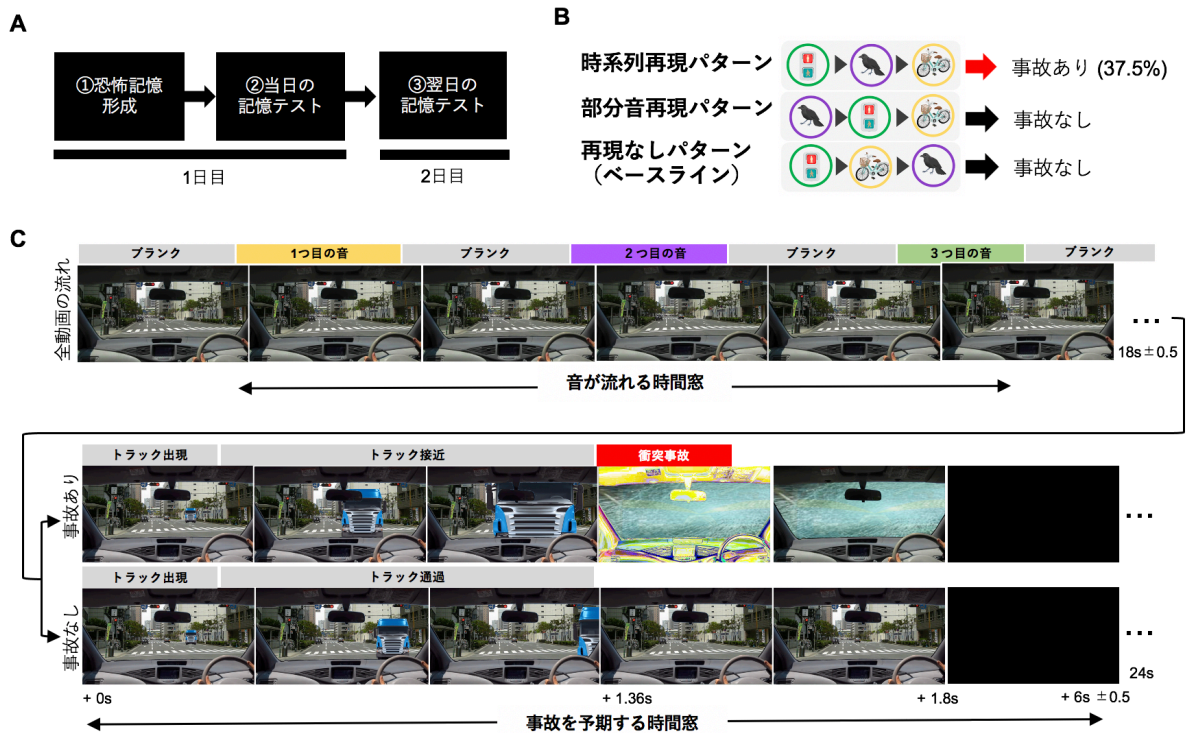 A
①恐怖記憶
形成
②当日の
記憶テスト
③翌日の
記憶テスト
1日目
2日目
B
時系列再現パターン
事故あり (37.5%)
部分音再現パターン
事故なし
再現なしパターン
（ベースライン）
事故なし
C
全動画の流れ
ブランク
1つ目の音
ブランク
２つ目の音
ブランク
３つ目の音
ブランク
...
18s±0.5
音が流れる時間窓
事故あり
トラック出現
トラック接近
衝突事故
...
事故なし
トラック出現
トラック通過
...
24s
+ 0s
+ 1.36s
+ 1.8s
+ 6s ±0.5
事故を予期する時間窓